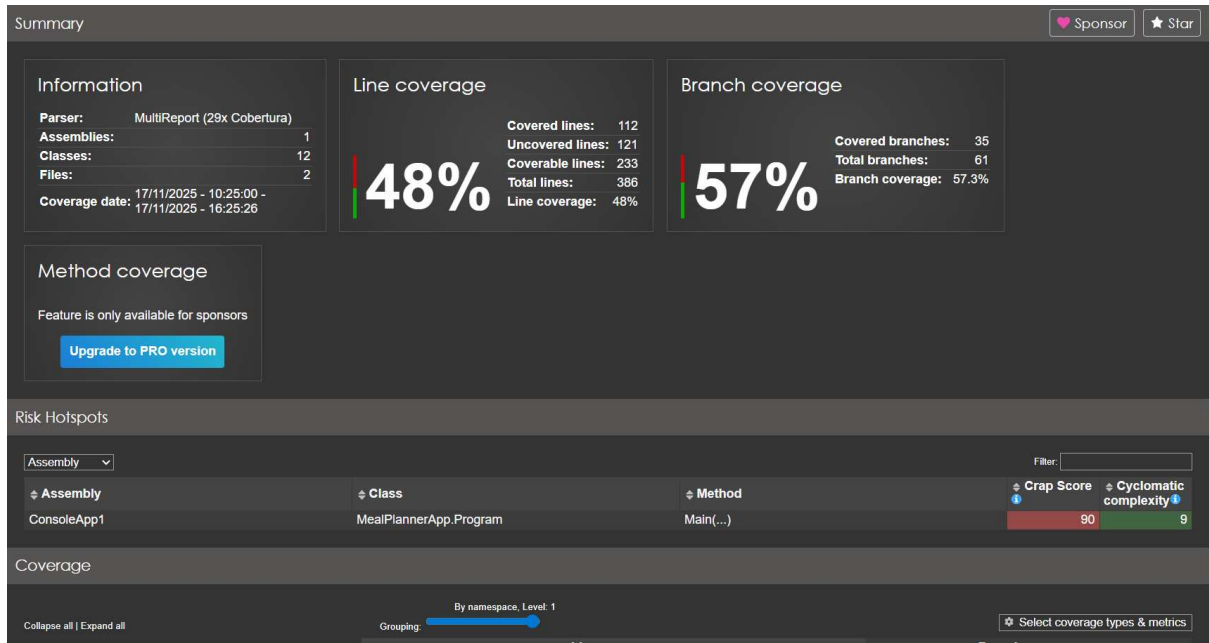 Summary
Sponsor
Star
Information
Parser: MultiReport (29x Cobertura)
Assemblies: 1
Classes: 12
Files: 2
Coverage date: 17/11/2025 - 10:25:00 -
17/11/2025 - 16:25:26
Line coverage
48%
Covered lines: 112
Uncovered lines: 121
Coverable lines: 233
Total lines: 386
Line coverage: 48%
Branch coverage
57%
Covered branches: 35
Total branches: 61
Branch coverage: 57.3%
Method coverage
Feature is only available for sponsors
Upgrade to PRO version
Risk Hotspots
Assembly
Filter:
Assembly Class Method Crap Score Cyclomatic
complexity
ConsoleApp1 MealPlannerApp.Program Main(...) 90 9
Coverage
By namespace, Level: 1
Collapse all | Expand all
Grouping:
Select coverage types & metrics